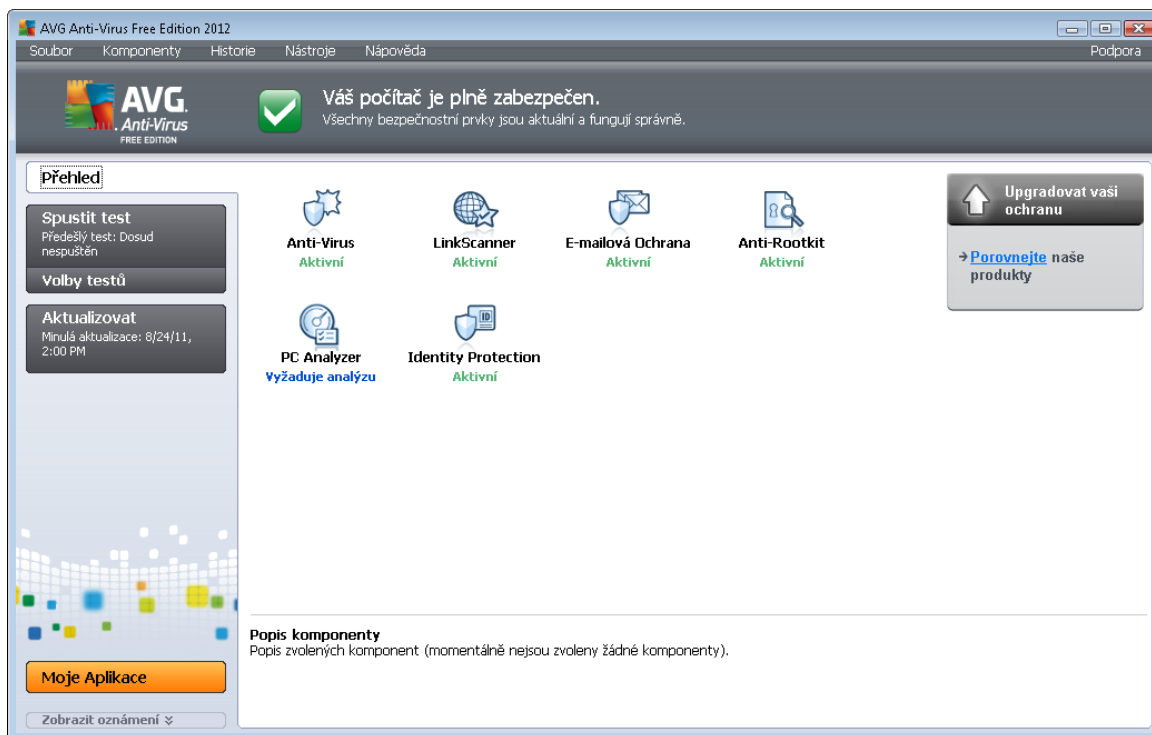 AVG Anti-Virus Free Edition 2012
Soubor Komponenty Historie Nástroje Nápověda Podpora
AVG.
Anti-Virus
FREE EDITION
Váš počítač je plně zabezpečen.
Všechny bezpečnostní prvky jsou aktuální a fungují správně.
Přehled
Spustit test
Předešlý test: Dosud
nespuštěn
Volby testů
Aktualizovat
Minulá aktualizace: 8/24/11,
2:00 PM
Moje Aplikace
Zobrazit oznámení
Anti-Virus
Aktivní
LinkScanner
Aktivní
E-mailová Ochrana
Aktivní
Anti-Rootkit
Aktivní
PC Analyzer
Vyžaduje analýzu
Identity Protection
Aktivní
Popis komponenty
Popis zvolených komponent (momentálně nejsou zvoleny žádné komponenty).
Upgradovat vaši
ochranu
Porovnejte naše
produkty